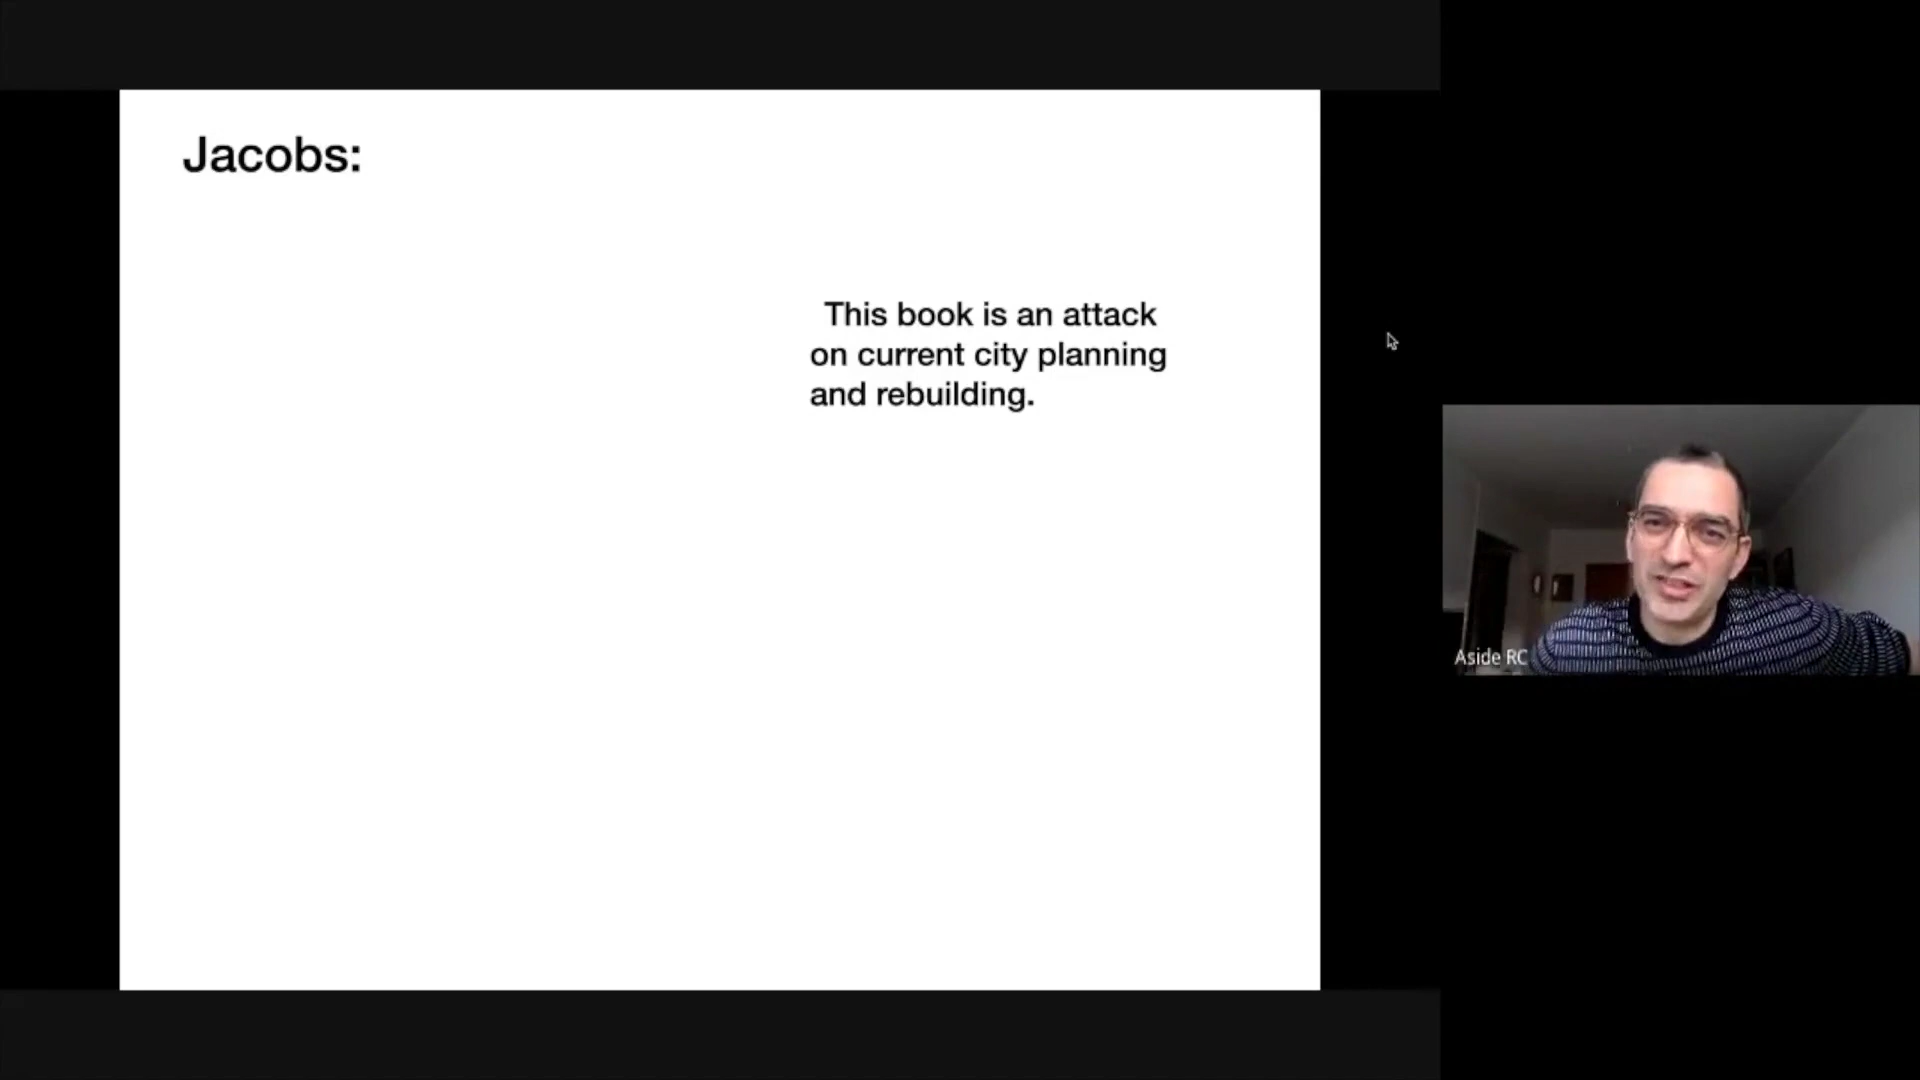 Jacobs:
This book is an attack
on current city planning
and rebuilding.
Aside RC